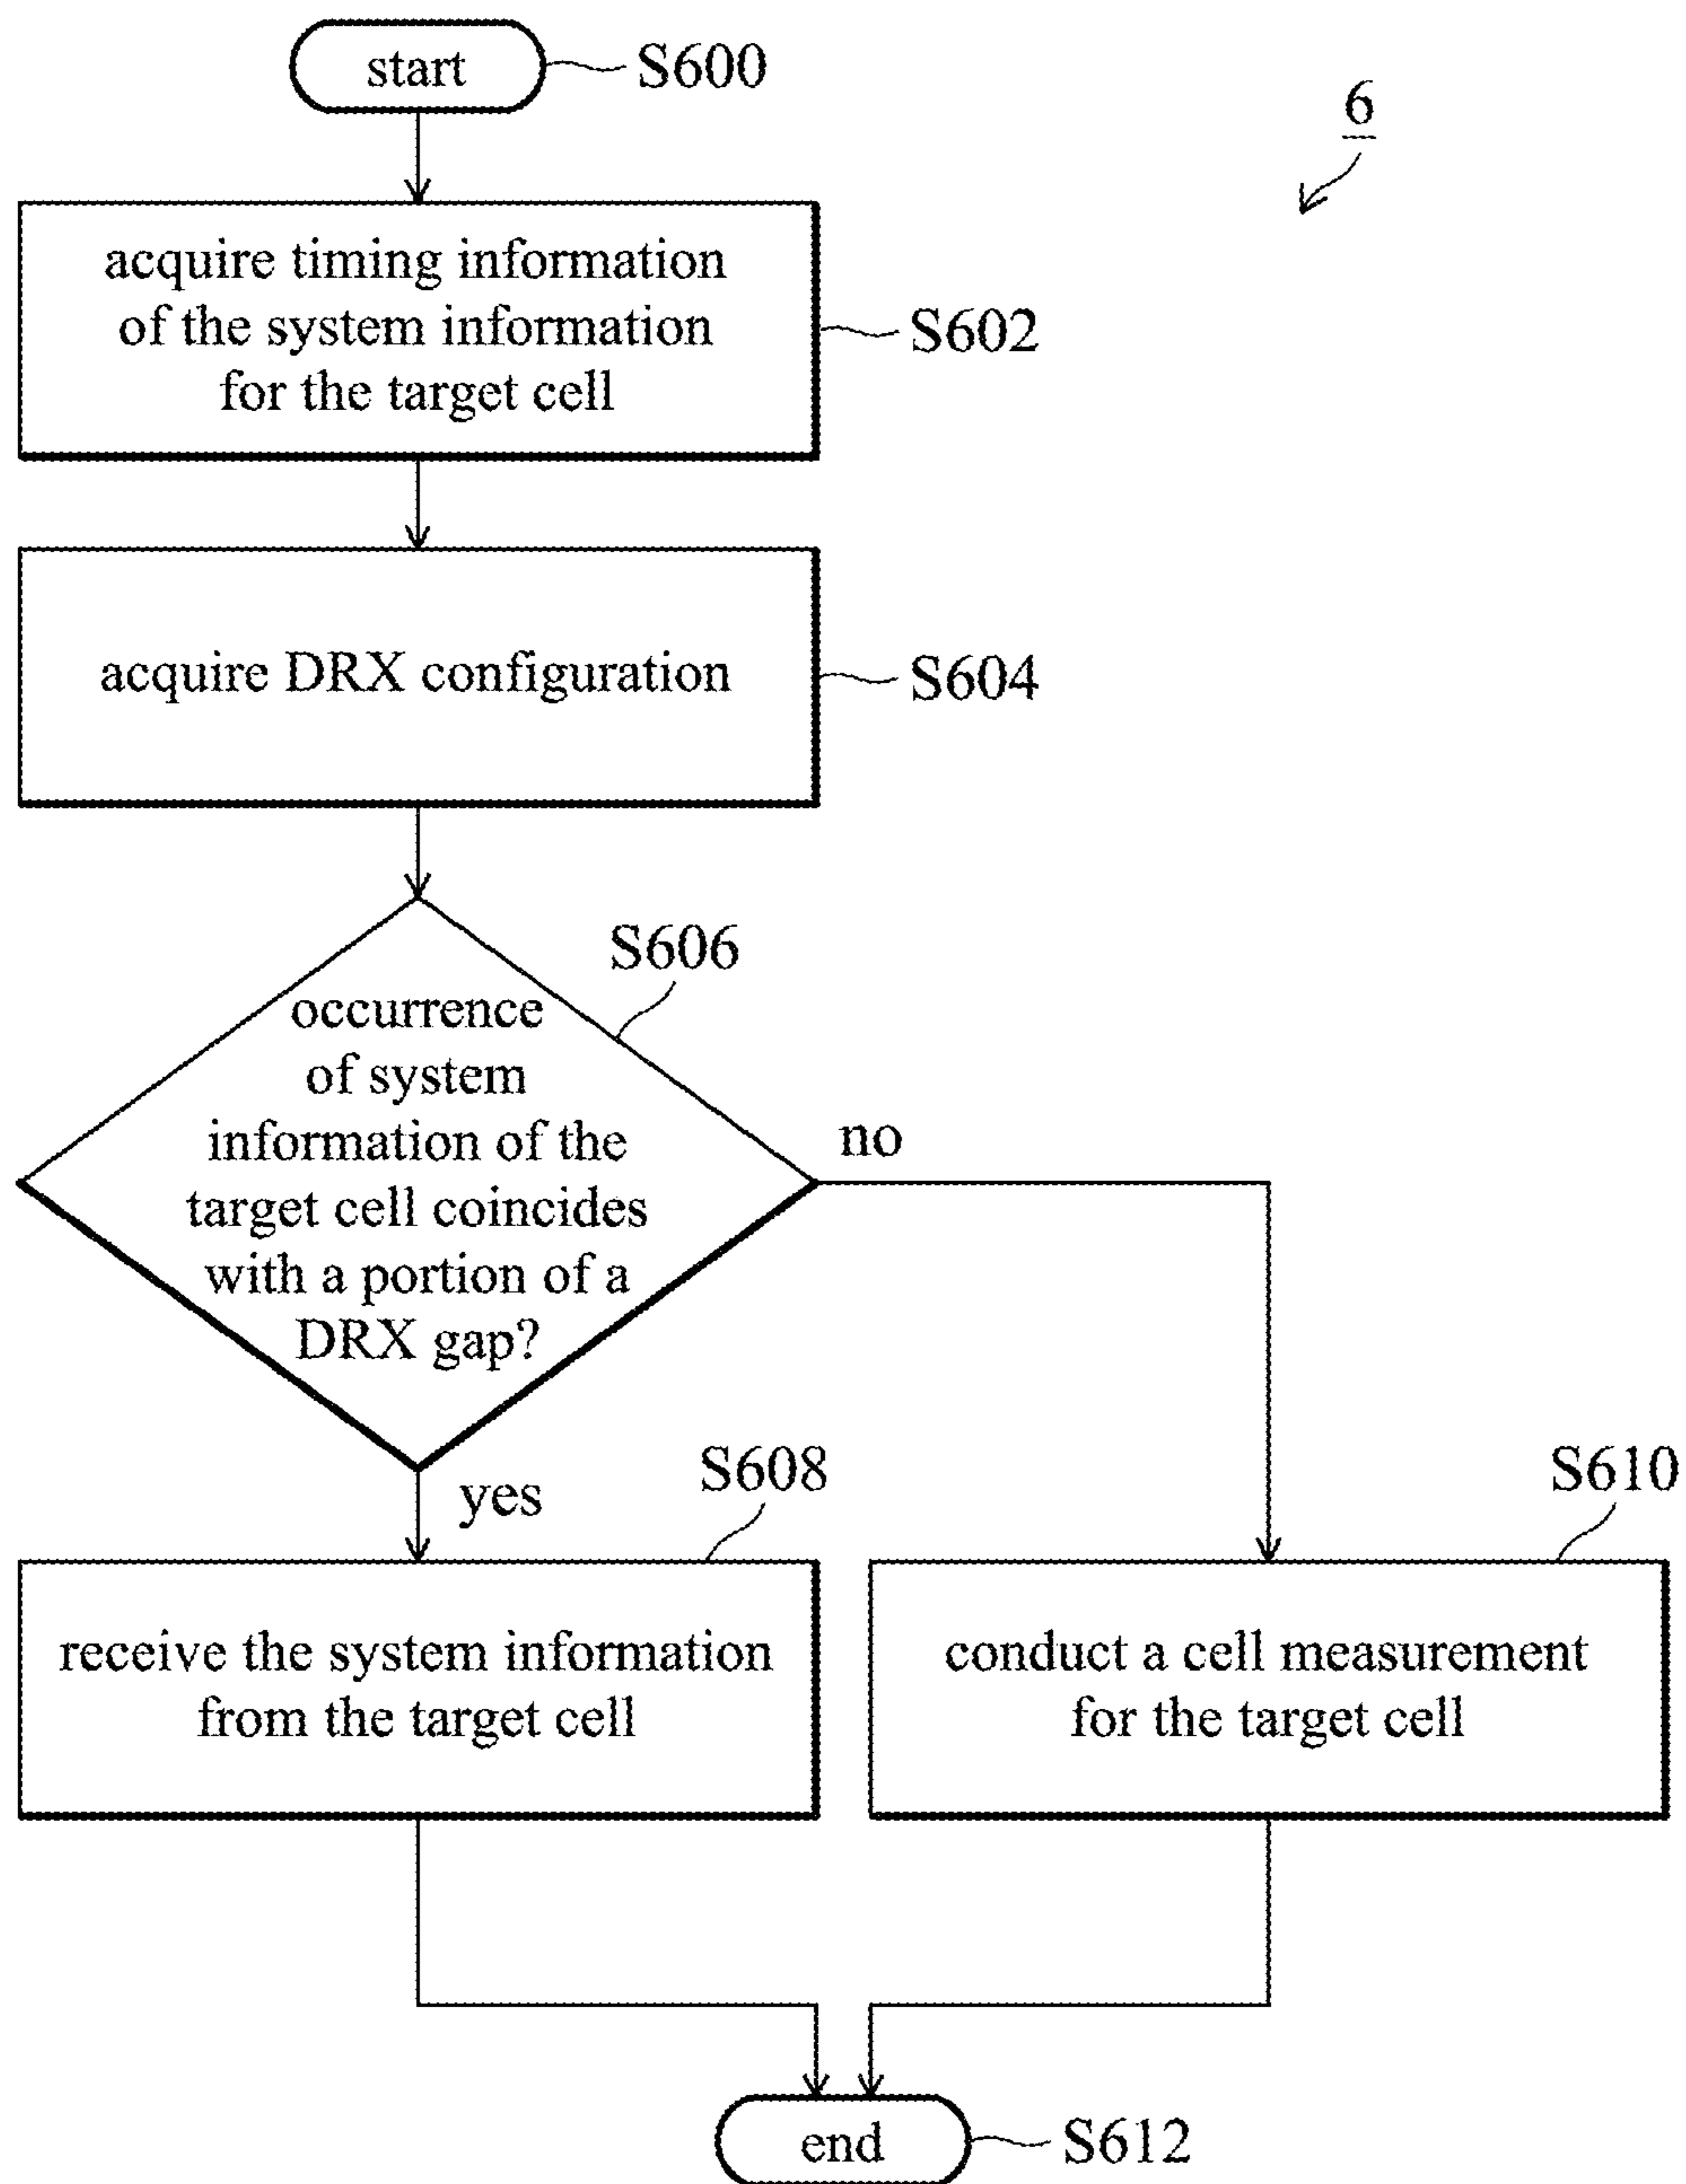 start
S600
6
acquire timing information
of the system information
for the target cell
S602
acquire DRX configuration
S604
S606
occurrence
of system
information of the
target cell coincides
with a portion of a
DRX gap?
no
yes
S608
S610
receive the system information
from the target cell
conduct a cell measurement
for the target cell
end
S612